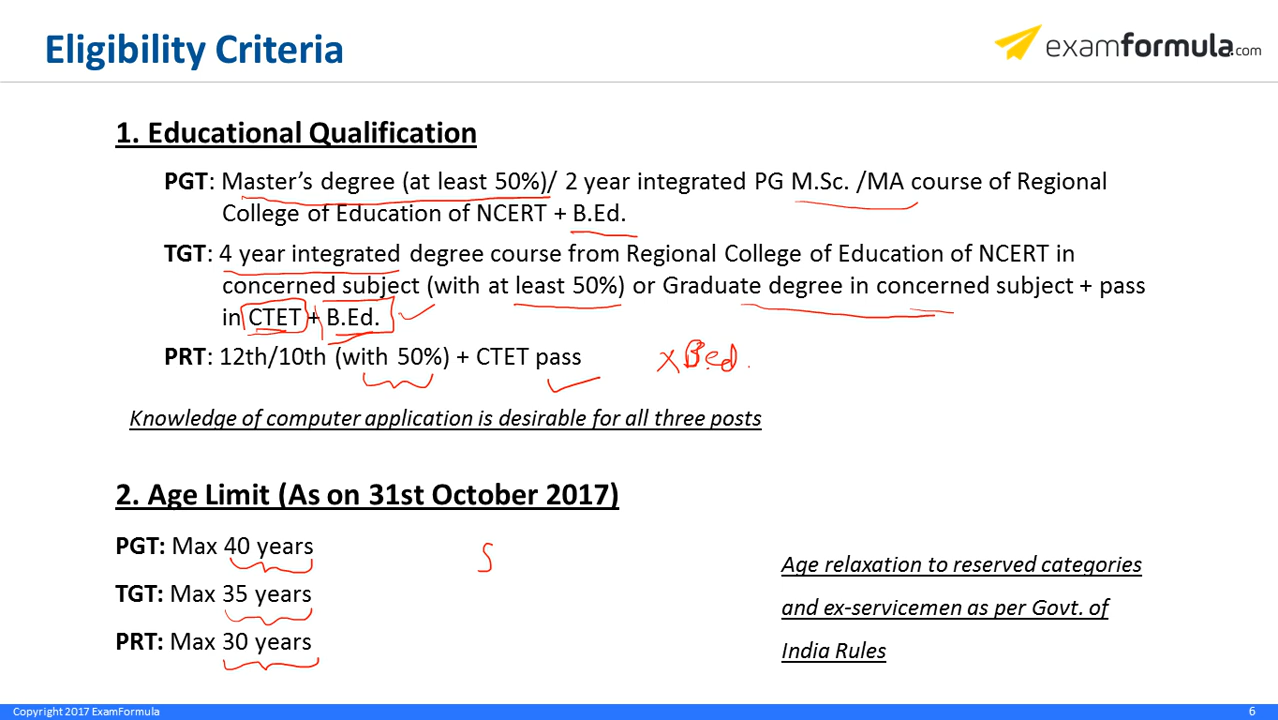 Eligibility Criteria
examformula.com
1. Educational Qualification
PGT: Master’s degree (at least 50%)/ 2 year integrated PG M.Sc. /MA course of Regional
College of Education of NCERT + B.Ed.
TGT: 4 year integrated degree course from Regional College of Education of NCERT in
concerned subject (with at least 50%) or Graduate degree in concerned subject + pass
in CTET + B.Ed.
PRT: 12th/10th (with 50%) + CTET pass
x B.ed.
Knowledge of computer application is desirable for all three posts
2. Age Limit (As on 31st October 2017)
PGT: Max 40 years
S
TGT: Max 35 years
PRT: Max 30 years
Age relaxation to reserved categories
and ex-servicemen as per Govt. of
India Rules
Copyright 2017 ExamFormula
6